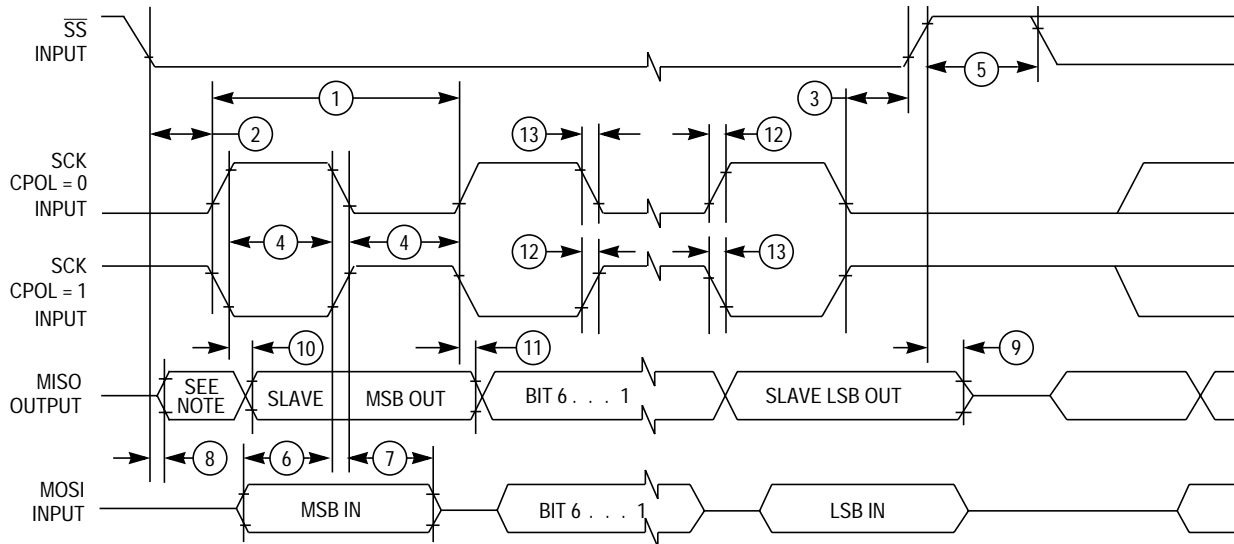 SS
INPUT
5
1
3
2
13
12
SCK
CPOL = 0
INPUT
4
4
SCK
CPOL = 1
INPUT
12
13
10
11
9
MISO
OUTPUT
SEE
NOTE
SLAVE
MSB OUT
BIT 6 . . . 1
SLAVE LSB OUT
8
6
7
MOSI
INPUT
MSB IN
BIT 6 . . . 1
LSB IN